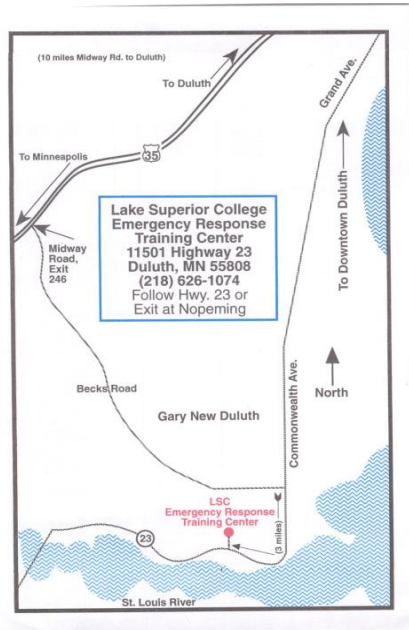 (10 miles Midway Rd. to Duluth)
To Duluth
Grand Ave.
35
To Minneapolis
To Downtown Duluth
Lake Superior College
Emergency Response
Training Center
11501 Highway 23
Duluth, MN 55808
(218) 626-1074
Follow Hwy. 23 or
Exit at Nopeming
Midway
Road,
Exit
246
Becks Road
North
Commonwealth Ave.
Gary New Duluth
LSC
Emergency Response
Training Center
(3 miles)
23
St. Louis River